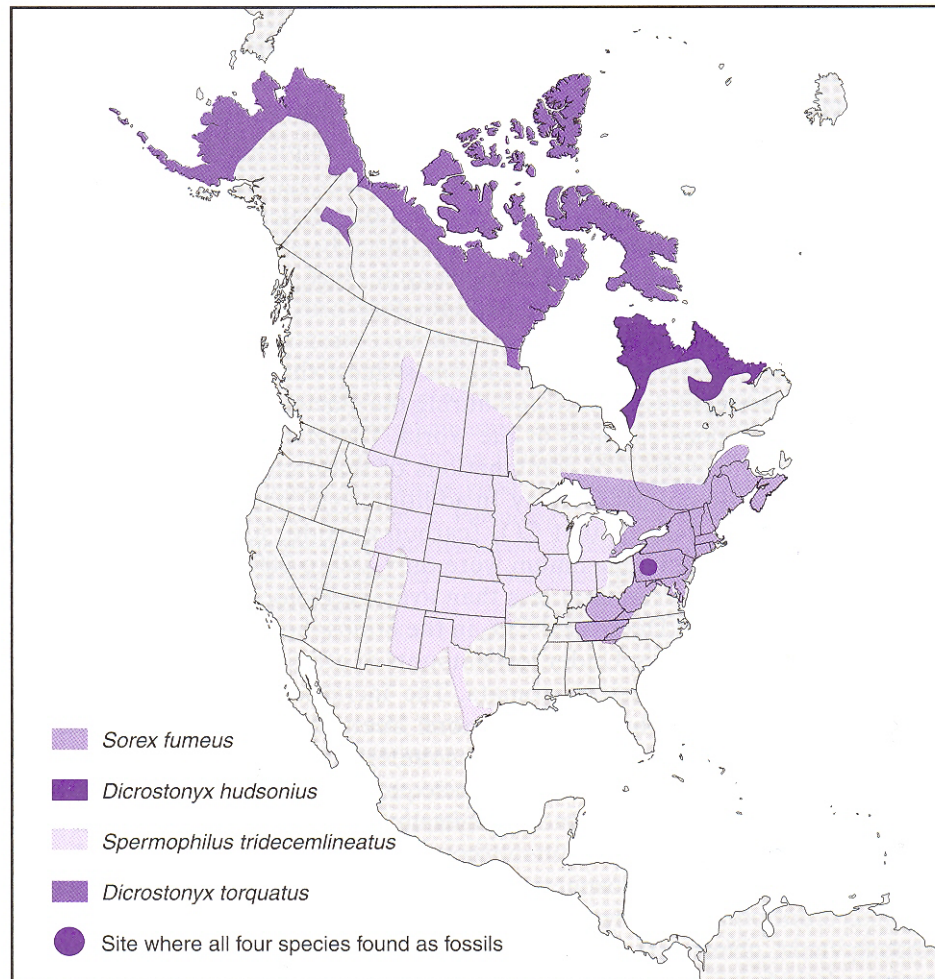 Sorex fumeus
Dicrostonyx hudsonius
Spermophilus tridecemlineatus
Dicrostonyx torquatus
Site where all four species found as fossils